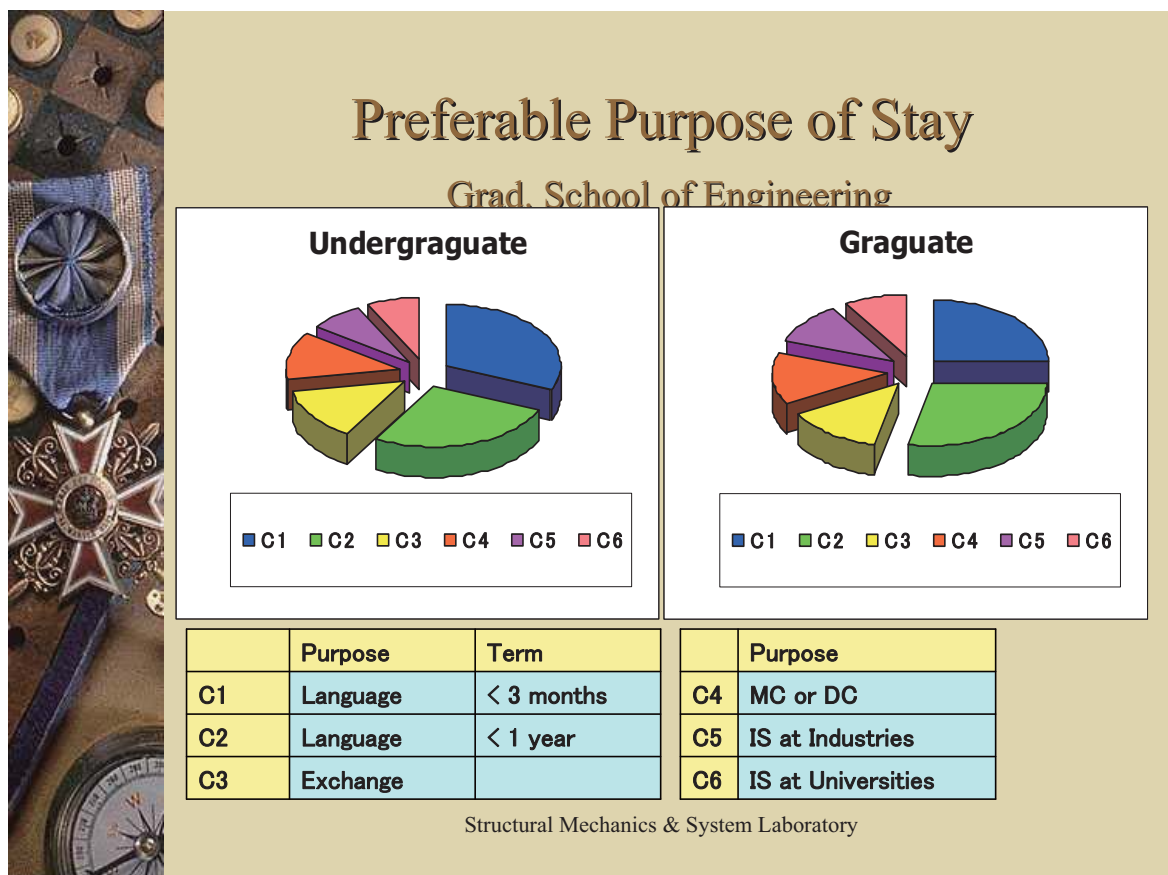 Preferable Purpose of Stay
Grad. School of Engineering
Undergraguate
C1 C2 C3 C4 C5 C6
Graguate
C1 C2 C3 C4 C5 C6
Purpose Term
C1 Language < 3 months
C2 Language < 1 year
C3 Exchange
Purpose
C4 MC or DC
C5 IS at Industries
C6 IS at Universities
Structural Mechanics & System Laboratory